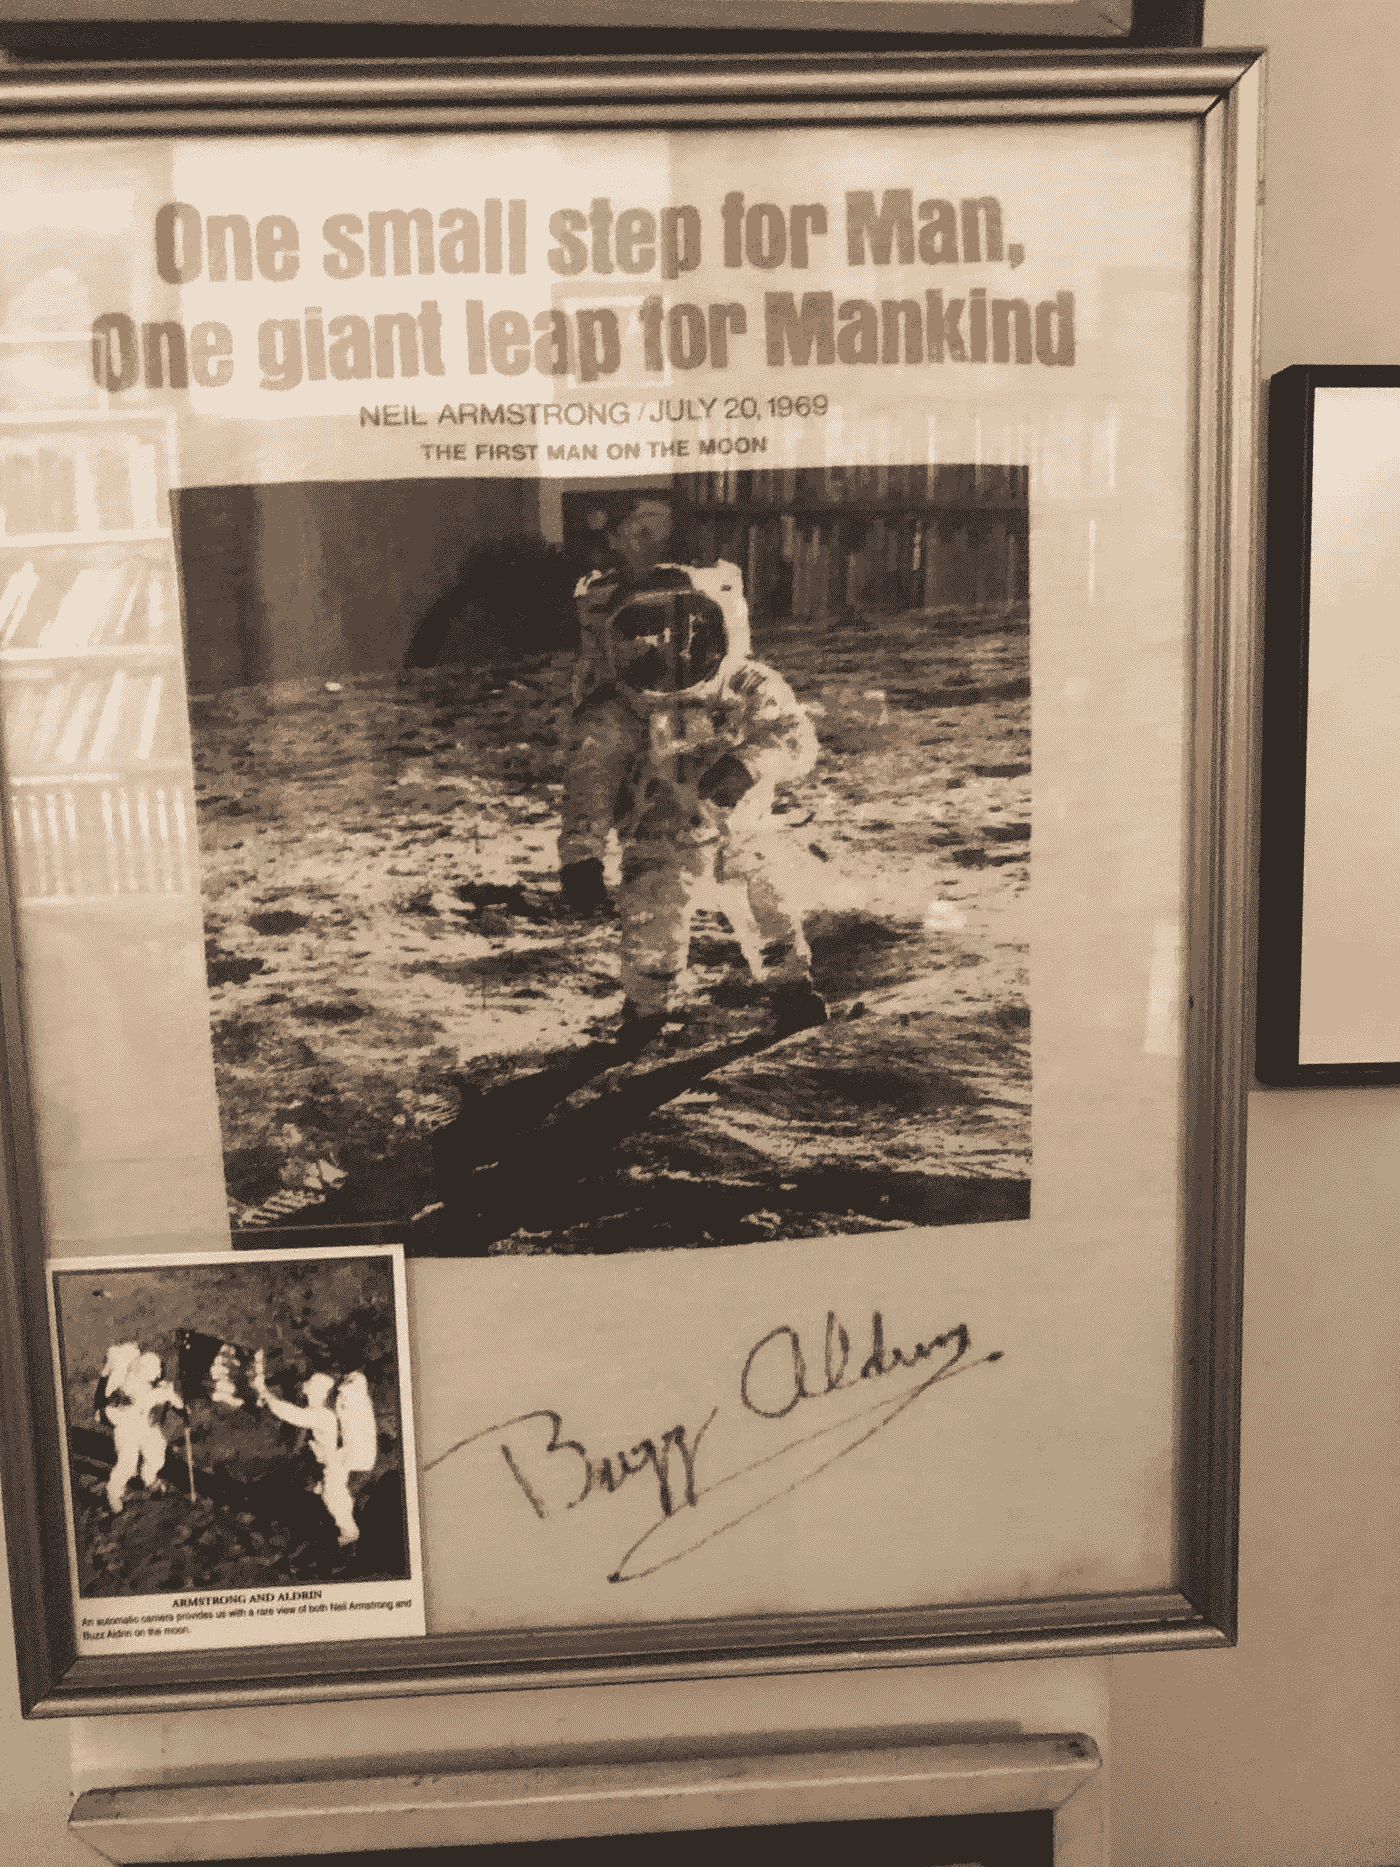 One small step for Man,
One giant leap for Mankind
NEIL ARMSTRONG / JULY 20, 1969
THE FIRST MAN ON THE MOON
Buzz Aldrin
ARMSTRONG AND ALDRIN
An automatic camera provides us with a rare view of both Neil Armstrong and
Buzz Aldrin on the moon.